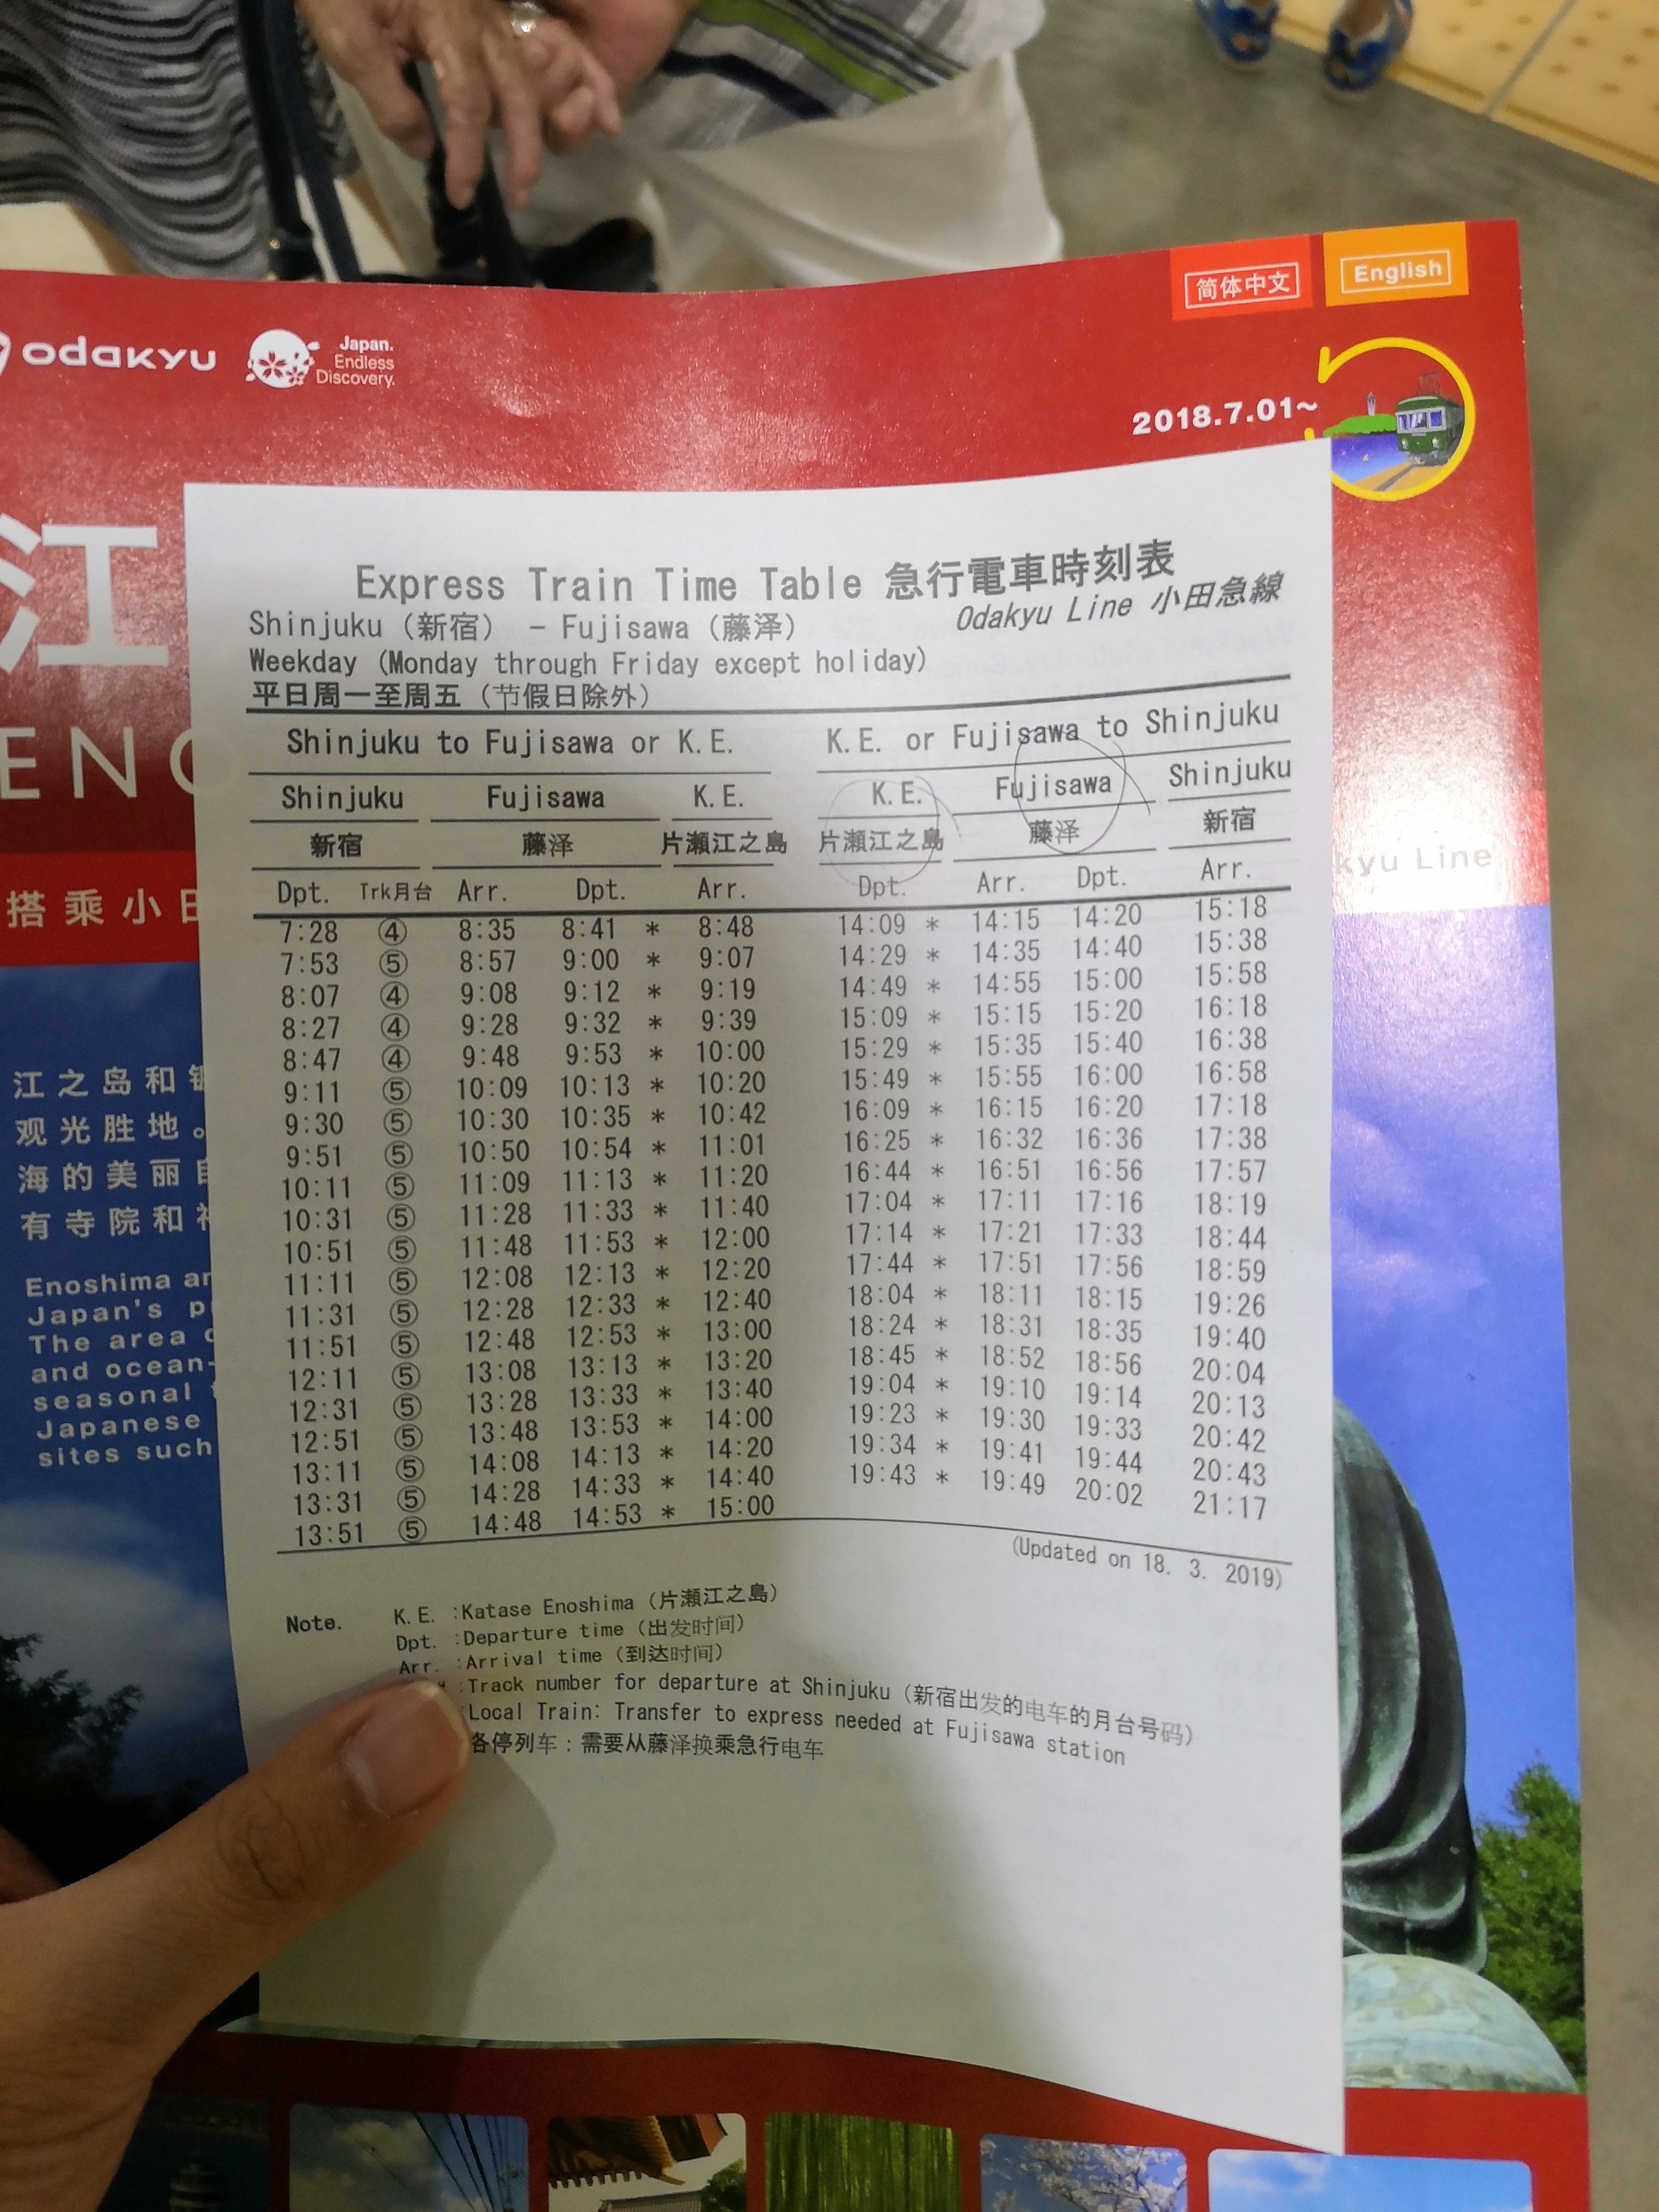 简体中文 English
odakyu Japan.
Endless
Discovery.
2018.7.01~
江
ENO
搭乘小田
kyu Line
江之岛和
观光胜地。
海的美丽
有寺院和
Enoshima an
Japan's p
The area o
and ocean-
seasonal
Japanese
sites such
Express Train Time Table 急行電車時刻表
Shinjuku (新宿) - Fujisawa (藤泽) Odakyu Line 小田急線
Weekday (Monday through Friday except holiday)
平日周一至周五 (节假日除外)
Shinjuku to Fujisawa or K.E. K.E. or Fujisawa to Shinjuku
Shinjuku Fujisawa K.E. K.E. Fujisawa Shinjuku
新宿 藤泽 片瀬江之島 片瀬江之島 藤泽 新宿
Dpt. Trk月台 Arr. Dpt. Arr. Dpt. Arr. Dpt. Arr.
7:28 ④ 8:35 8:41 * 8:48 14:09 * 14:15 14:20 15:18
7:53 ⑤ 8:57 9:00 * 9:07 14:29 * 14:35 14:40 15:38
8:07 ④ 9:08 9:12 * 9:19 14:49 * 14:55 15:00 15:58
8:27 ④ 9:28 9:32 * 9:39 15:09 * 15:15 15:20 16:18
8:47 ④ 9:48 9:53 * 10:00 15:29 * 15:35 15:40 16:38
9:11 ⑤ 10:09 10:13 * 10:20 15:49 * 15:55 16:00 16:58
9:30 ⑤ 10:30 10:35 * 10:42 16:09 * 16:15 16:20 17:18
9:51 ⑤ 10:50 10:54 * 11:01 16:25 * 16:32 16:36 17:38
10:11 ⑤ 11:09 11:13 * 11:20 16:44 * 16:51 16:56 17:57
10:31 ⑤ 11:28 11:33 * 11:40 17:04 * 17:11 17:16 18:19
10:51 ⑤ 11:48 11:53 * 12:00 17:14 * 17:21 17:33 18:44
11:11 ⑤ 12:08 12:13 * 12:20 17:44 * 17:51 17:56 18:59
11:31 ⑤ 12:28 12:33 * 12:40 18:04 * 18:11 18:15 19:26
11:51 ⑤ 12:48 12:53 * 13:00 18:24 * 18:31 18:35 19:40
12:11 ⑤ 13:08 13:13 * 13:20 18:45 * 18:52 18:56 20:04
12:31 ⑤ 13:28 13:33 * 13:40 19:04 * 19:10 19:14 20:13
12:51 ⑤ 13:48 13:53 * 14:00 19:23 * 19:30 19:33 20:42
13:11 ⑤ 14:08 14:13 * 14:20 19:34 * 19:41 19:44 20:43
13:31 ⑤ 14:28 14:33 * 14:40 19:43 * 19:49 20:02 21:17
13:51 ⑤ 14:48 14:53 * 15:00
(Updated on 18. 3. 2019)
Note. K.E. :Katase Enoshima (片瀬江之島)
Dpt. :Departure time (出发时间)
Arr. :Arrival time (到达时间)
:Track number for departure at Shinjuku (新宿出发的电车的月台号码)
:Local Train: Transfer to express needed at Fujisawa station
各停列车：需要从藤泽换乘急行电车